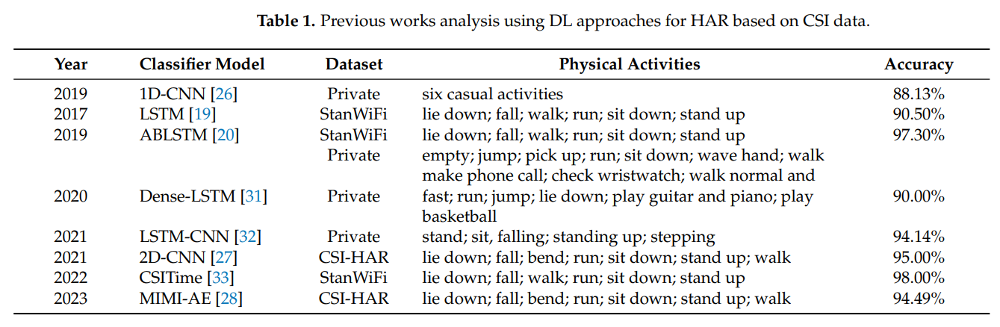 Table 1. Previous works analysis using DL approaches for HAR based on CSI data.
Year Classifier Model Dataset Physical Activities Accuracy
2019 1D-CNN [26] Private six casual activities 88.13%
2017 LSTM [19] StanWiFi lie down; fall; walk; run; sit down; stand up 90.50%
2019 ABLSTM [20] StanWiFi lie down; fall; walk; run; sit down; stand up 97.30%
Private empty; jump; pick up; run; sit down; wave hand; walk
make phone call; check wristwatch; walk normal and
2020 Dense-LSTM [31] Private fast; run; jump; lie down; play guitar and piano; play 90.00%
basketball
2021 LSTM-CNN [32] Private stand; sit, falling; standing up; stepping 94.14%
2021 2D-CNN [27] CSI-HAR lie down; fall; bend; run; sit down; stand up; walk 95.00%
2022 CSITime [33] StanWiFi lie down; fall; walk; run; sit down; stand up 98.00%
2023 MIMI-AE [28] CSI-HAR lie down; fall; bend; run; sit down; stand up; walk 94.49%